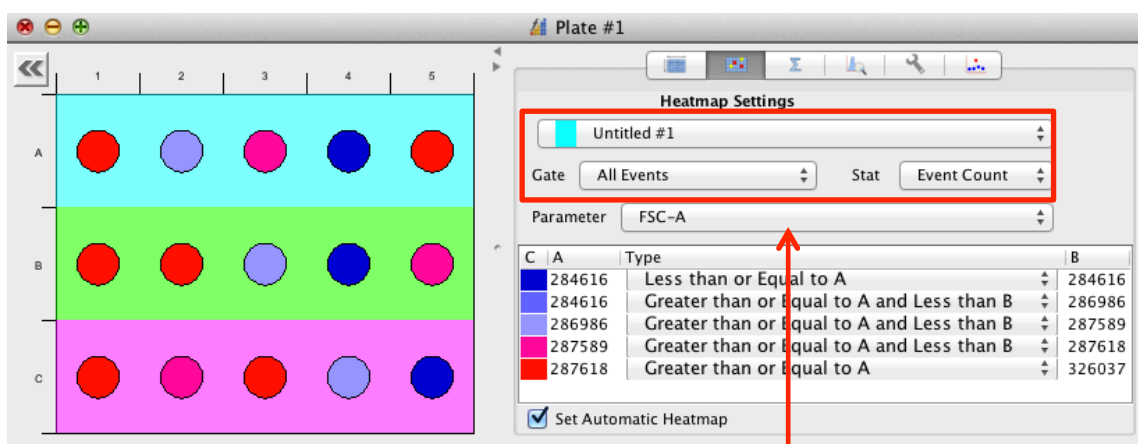 Plate #1
1 2 3 4 5
A
B
C
Heatmap Settings
Untitled #1
Gate All Events Stat Event Count
Parameter FSC-A
C A Type B
284616 Less than or Equal to A 284616
284616 Greater than or Equal to A and Less than B 286986
286986 Greater than or Equal to A and Less than B 287589
287589 Greater than or Equal to A and Less than B 287618
287618 Greater than or Equal to A 326037
Set Automatic Heatmap